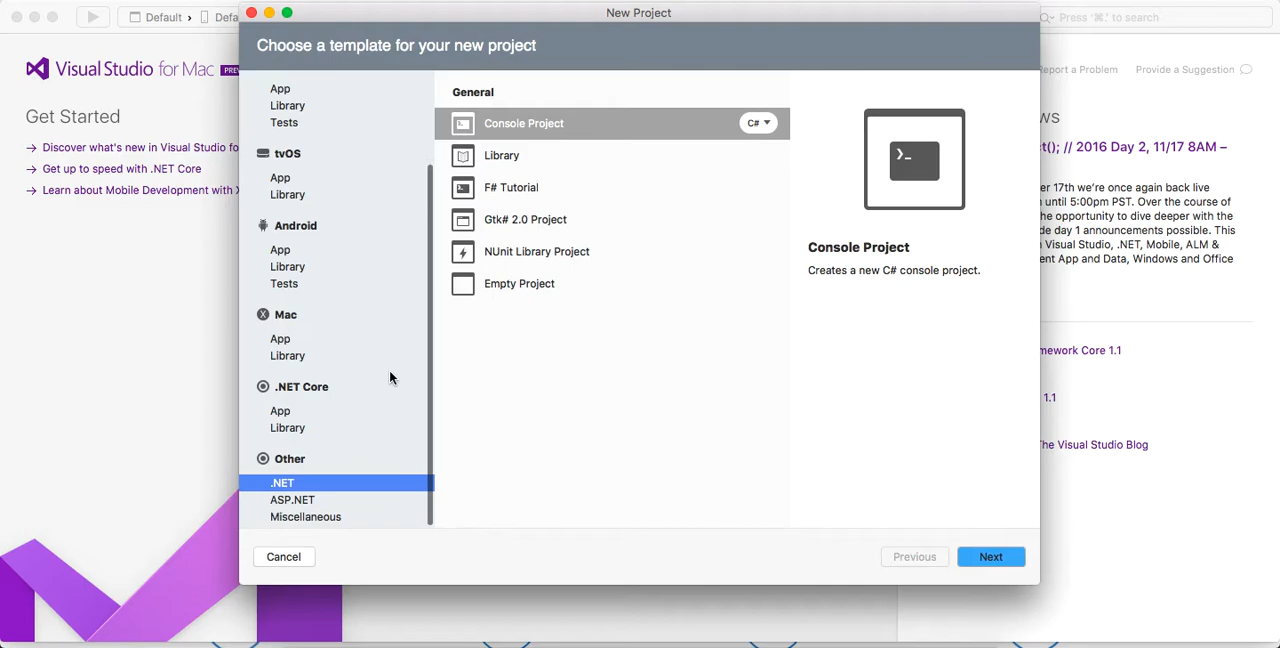 Default › Defa
New Project
Press '⌘.' to search
Visual Studio for Mac PRE
Report a Problem
Provide a Suggestion
Get Started
→ Discover what's new in Visual Studio fo
→ Get up to speed with .NET Core
→ Learn about Mobile Development with X
Choose a template for your new project
App
Library
Tests
tvOS
App
Library
Android
App
Library
Tests
Mac
App
Library
.NET Core
App
Library
Other
.NET
ASP.NET
Miscellaneous
General
Console Project C#
Library
F# Tutorial
Gtk# 2.0 Project
NUnit Library Project
Empty Project
Console Project
Creates a new C# console project.
Cancel
Previous
Next
ws
ct(); // 2016 Day 2, 11/17 8AM –
er 17th we're once again back live
until 5:00pm PST. Over the course of
he opportunity to dive deeper with the
de day 1 announcements possible. This
Visual Studio, .NET, Mobile, ALM &
ent App and Data, Windows and Office
mework Core 1.1
1.1
The Visual Studio Blog